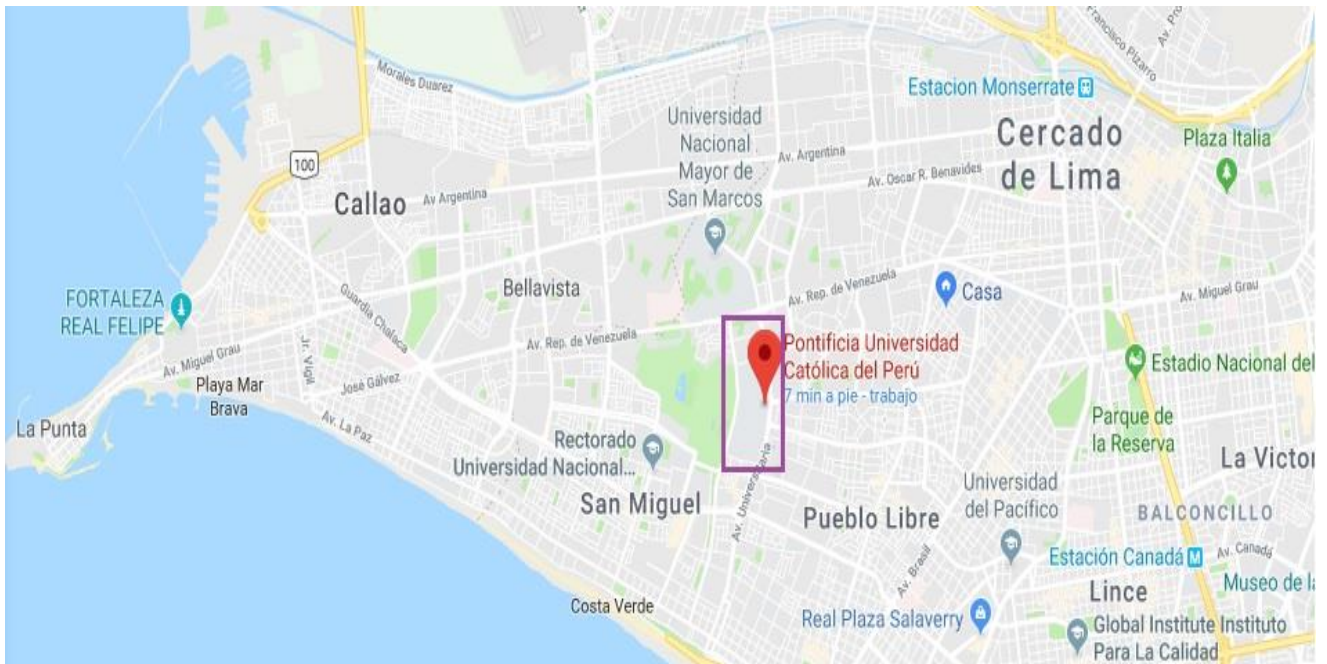 Morales Duarez
Francisco Pizarro
Estacion Monserrate
Universidad
Nacional
Mayor de
San Marcos
Cercado
de Lima
Plaza Italia
100
Callao
Av Argentina
Av. Argentina
Av. Oscar R. Benavides
FORTALEZA
REAL FELIPE
Bellavista
Guardia Chalaca
Casa
Av. Miguel Grau
Av. Rep. de Venezuela
Av. Rep. de Venezuela
Pontificia Universidad
Católica del Perú
7 min a pie - trabajo
Estadio Nacional del
Av. Miguel Grau
Jr. Vigil
José Gálvez
Playa Mar
Brava
La Punta
Av. La Paz
Parque de
la Reserva
Rectorado
Universidad Nacional...
Av. Universitaria
San Miguel
Pueblo Libre
Universidad
del Pacífico
La Victor
BALCONCILLO
Estación Canadá
M
Av. Canadá
Av. Brasil
Museo de la
Lince
Costa Verde
Real Plaza Salaverry
Global Institute Instituto
Para La Calidad